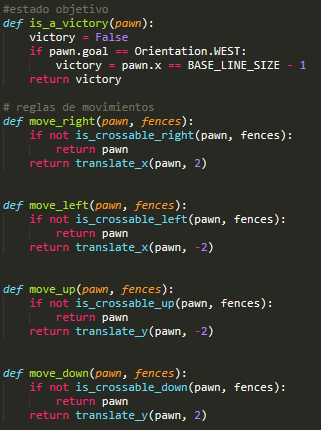 #estado objetivo
def is_a_victory(pawn):
    victory = False
    if pawn.goal == Orientation.WEST:
        victory = pawn.x == BASE_LINE_SIZE - 1
    return victory

# reglas de movimientos
def move_right(pawn, fences):
    if not is_crossable_right(pawn, fences):
        return pawn
    return translate_x(pawn, 2)


def move_left(pawn, fences):
    if not is_crossable_left(pawn, fences):
        return pawn
    return translate_x(pawn, -2)


def move_up(pawn, fences):
    if not is_crossable_up(pawn, fences):
        return pawn
    return translate_y(pawn, -2)


def move_down(pawn, fences):
    if not is_crossable_down(pawn, fences):
        return pawn
    return translate_y(pawn, 2)